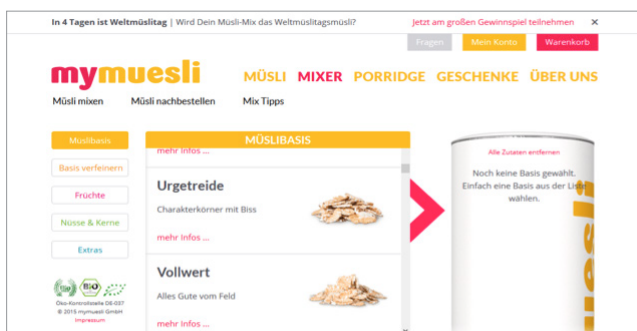 In 4 Tagen ist Weltmüslitag | Wird Dein Müsli-Mix das Weltmüslitagsmüsli?
Jetzt am großen Gewinnspiel teilnehmen ×
Fragen Mein Konto Warenkorb
mymuesli
MÜSLI MIXER PORRIDGE GESCHENKE ÜBER UNS
Müsli mixen Müsli nachbestellen Mix Tipps
Müslibasis
Basis verfeinern
Früchte
Nüsse & Kerne
Extras
BIO
Öko-Kontrollstelle DE-037
© 2015 mymuesli GmbH
Impressum
MÜSLIBASIS
mehr Infos ...
Urgetreide
Charakterkörner mit Biss
mehr Infos ...
Vollwert
Alles Gute vom Feld
mehr Infos ...
Alle Zutaten entfernen
Noch keine Basis gewählt.
Einfach eine Basis aus der Liste
wählen.
uesli